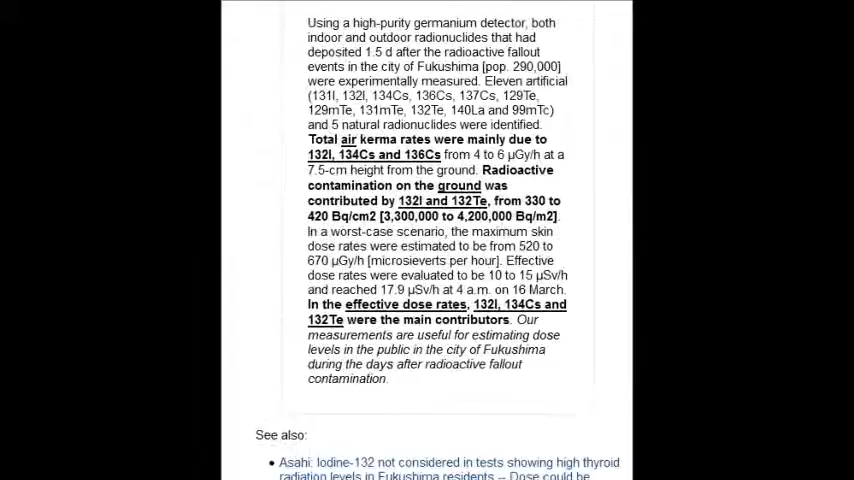 Using a high-purity germanium detector, both
indoor and outdoor radionuclides that had
deposited 1.5 d after the radioactive fallout
events in the city of Fukushima [pop. 290,000]
were experimentally measured. Eleven artificial
(131I, 132I, 134Cs, 136Cs, 137Cs, 129Te,
129mTe, 131mTe, 132Te, 140La and 99mTc)
and 5 natural radionuclides were identified.
Total air kerma rates were mainly due to
132I, 134Cs and 136Cs from 4 to 6 μGy/h at a
7.5-cm height from the ground. Radioactive
contamination on the ground was
contributed by 132I and 132Te, from 330 to
420 Bq/cm2 [3,300,000 to 4,200,000 Bq/m2].
In a worst-case scenario, the maximum skin
dose rates were estimated to be from 520 to
670 μGy/h [microsieverts per hour]. Effective
dose rates were evaluated to be 10 to 15 μSv/h
and reached 17.9 μSv/h at 4 a.m. on 16 March.
In the effective dose rates, 132I, 134Cs and
132Te were the main contributors. Our
measurements are useful for estimating dose
levels in the public in the city of Fukushima
during the days after radioactive fallout
contamination.
See also:
• Asahi: Iodine-132 not considered in tests showing high thyroid
radiation levels in Fukushima residents -- Dose could be